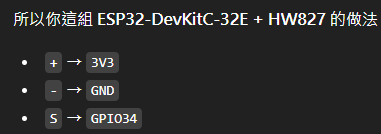 所以你這組 ESP32-DevKitC-32E + HW827 的做法
• + → 3V3
• - → GND
• S → GPIO34